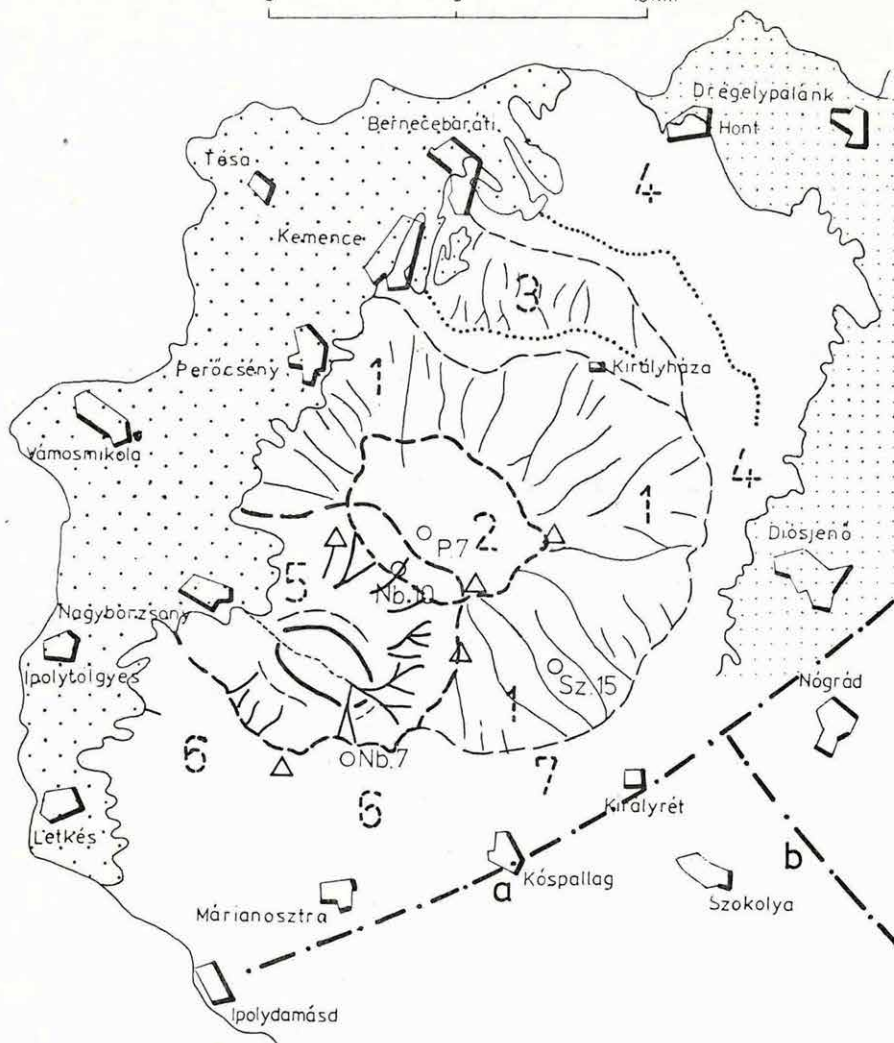 Drégelypalánk
Bernecebaráti
Hont
Tésa
4
Kemence
3
Perőcsény
1
Királyháza
Vámosmikola
1
4
2
P.7
Diósjenő
5
Nb.10
Nagybörzsöny
Ipolytölgyes
Sz.15
Nógrád
1
6
Nb.7
7
6
Királyrét
Letkés
b
a
Kóspallag
Szokolya
Márianosztra
Ipolydamásd